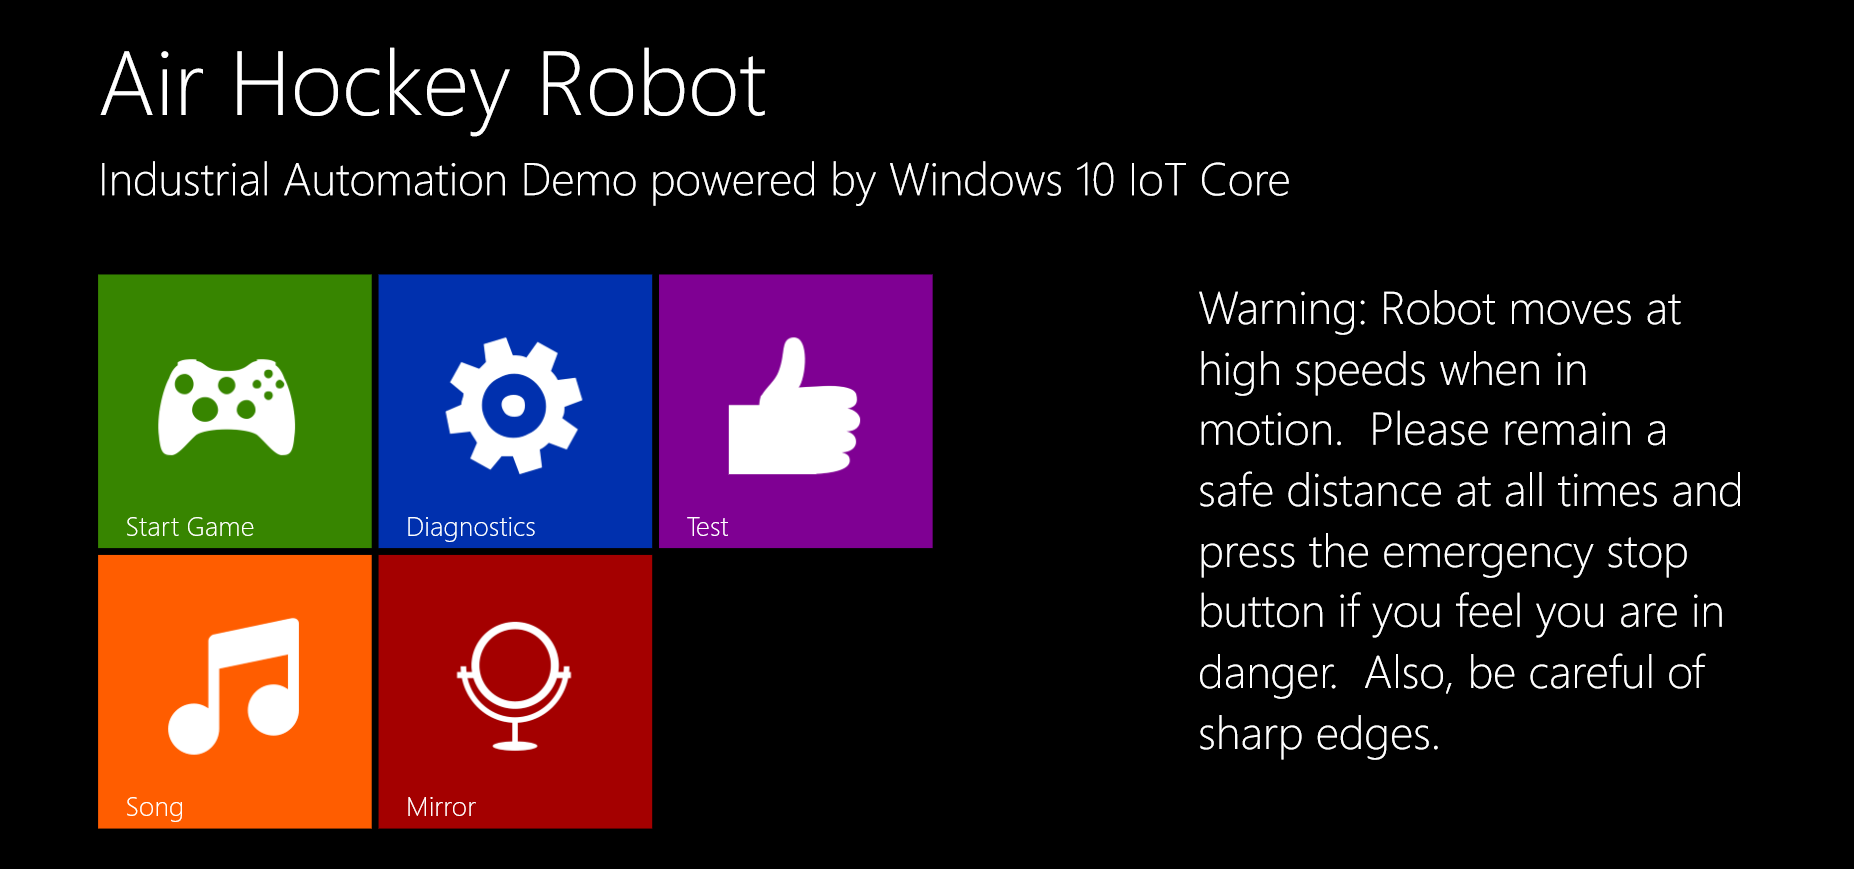 Air Hockey Robot
Industrial Automation Demo powered by Windows 10 IoT Core
Start Game
Diagnostics
Test
Song
Mirror
Warning: Robot moves at
high speeds when in
motion.  Please remain a
safe distance at all times and
press the emergency stop
button if you feel you are in
danger.  Also, be careful of
sharp edges.